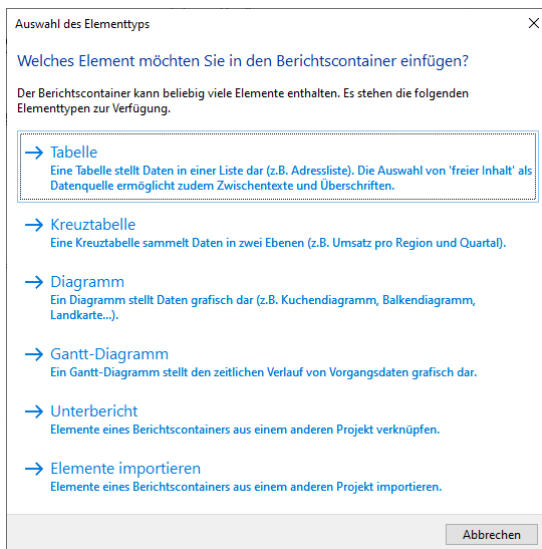 Auswahl des Elementtyps
Welches Element möchten Sie in den Berichtscontainer einfügen?
Der Berichtscontainer kann beliebig viele Elemente enthalten. Es stehen die folgenden
Elementtypen zur Verfügung.
Tabelle
Eine Tabelle stellt Daten in einer Liste dar (z.B. Adressliste). Die Auswahl von 'freier Inhalt' als
Datenquelle ermöglicht zudem Zwischentexte und Überschriften.
Kreuztabelle
Eine Kreuztabelle sammelt Daten in zwei Ebenen (z.B. Umsatz pro Region und Quartal).
Diagramm
Ein Diagramm stellt Daten grafisch dar (z.B. Kuchendiagramm, Balkendiagramm,
Landkarte...).
Gantt-Diagramm
Ein Gantt-Diagramm stellt den zeitlichen Verlauf von Vorgangsdaten grafisch dar.
Unterbericht
Elemente eines Berichtscontainers aus einem anderen Projekt verknüpfen.
Elemente importieren
Elemente eines Berichtscontainers aus einem anderen Projekt importieren.
Abbrechen